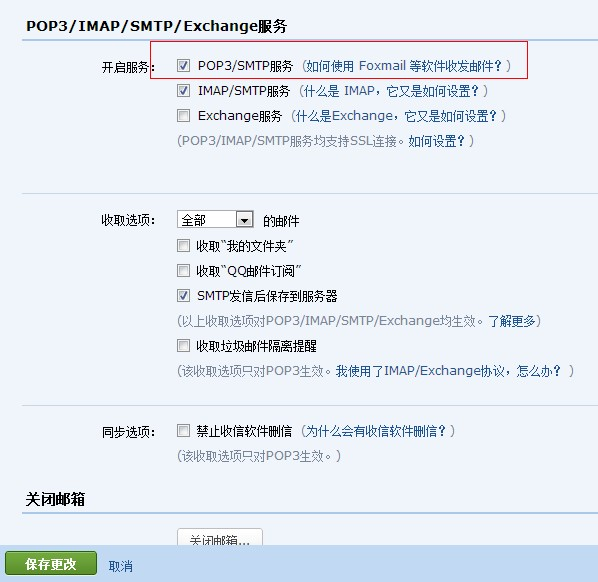 POP3/IMAP/SMTP/Exchange服务
开启服务： POP3/SMTP服务 （如何使用 Foxmail 等软件收发邮件？）
IMAP/SMTP服务 （什么是 IMAP，它又是如何设置？）
Exchange服务 （什么是Exchange，它又是如何设置？）
(POP3/IMAP/SMTP服务均支持SSL连接。如何设置？)
收取选项： 全部 的邮件
收取“我的文件夹”
收取“QQ邮件订阅”
SMTP发信后保存到服务器
(以上收取选项对POP3/IMAP/SMTP/Exchange均生效。了解更多)
收取垃圾邮件隔离提醒
(该收取选项只对POP3生效。我使用了IMAP/Exchange协议，怎么办？ )
同步选项： 禁止收信软件删信 （为什么会有收信软件删信？）
(该收取选项只对POP3生效。)
关闭邮箱
关闭邮箱...
保存更改 取消